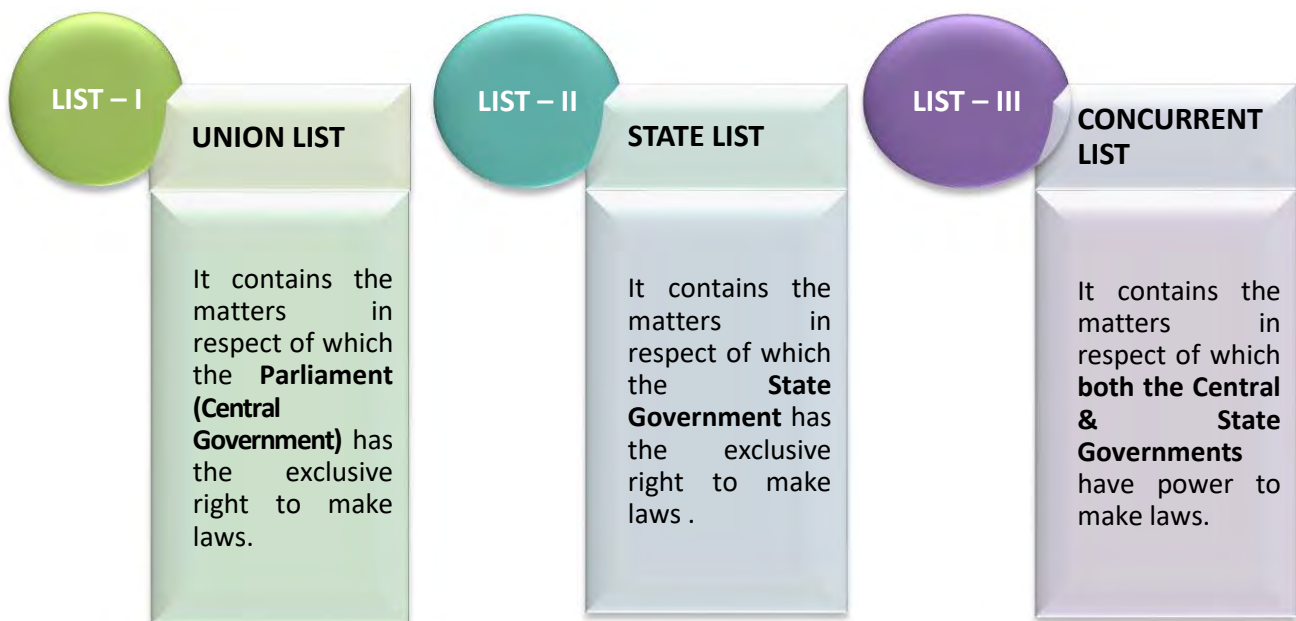 LIST – I
UNION LIST
It contains the
matters in
respect of which
the Parliament
(Central
Government) has
the exclusive
right to make
laws.
LIST – II
STATE LIST
It contains the
matters in
respect of which
the State
Government has
the exclusive
right to make
laws .
LIST – III
CONCURRENT
LIST
It contains the
matters in
respect of which
both the Central
& State
Governments
have power to
make laws.